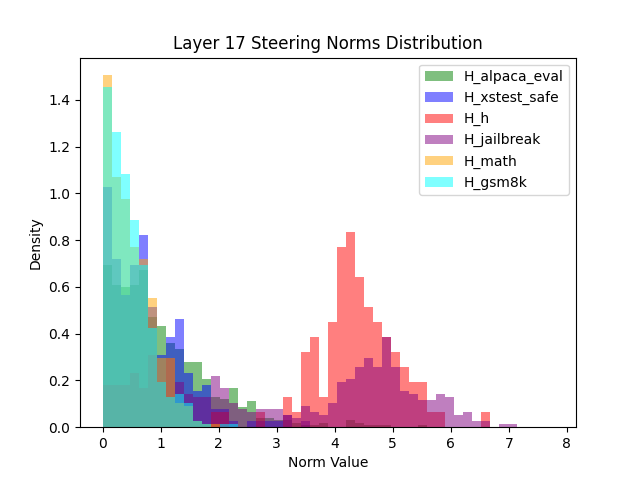 Layer 17 Steering Norms Distribution
H_alpaca_eval
H_xstest_safe
H_h
H_jailbreak
H_math
H_gsm8k
Density
1.4
1.2
1.0
0.8
0.6
0.4
0.2
0.0
0 1 2 3 4 5 6 7 8
Norm Value